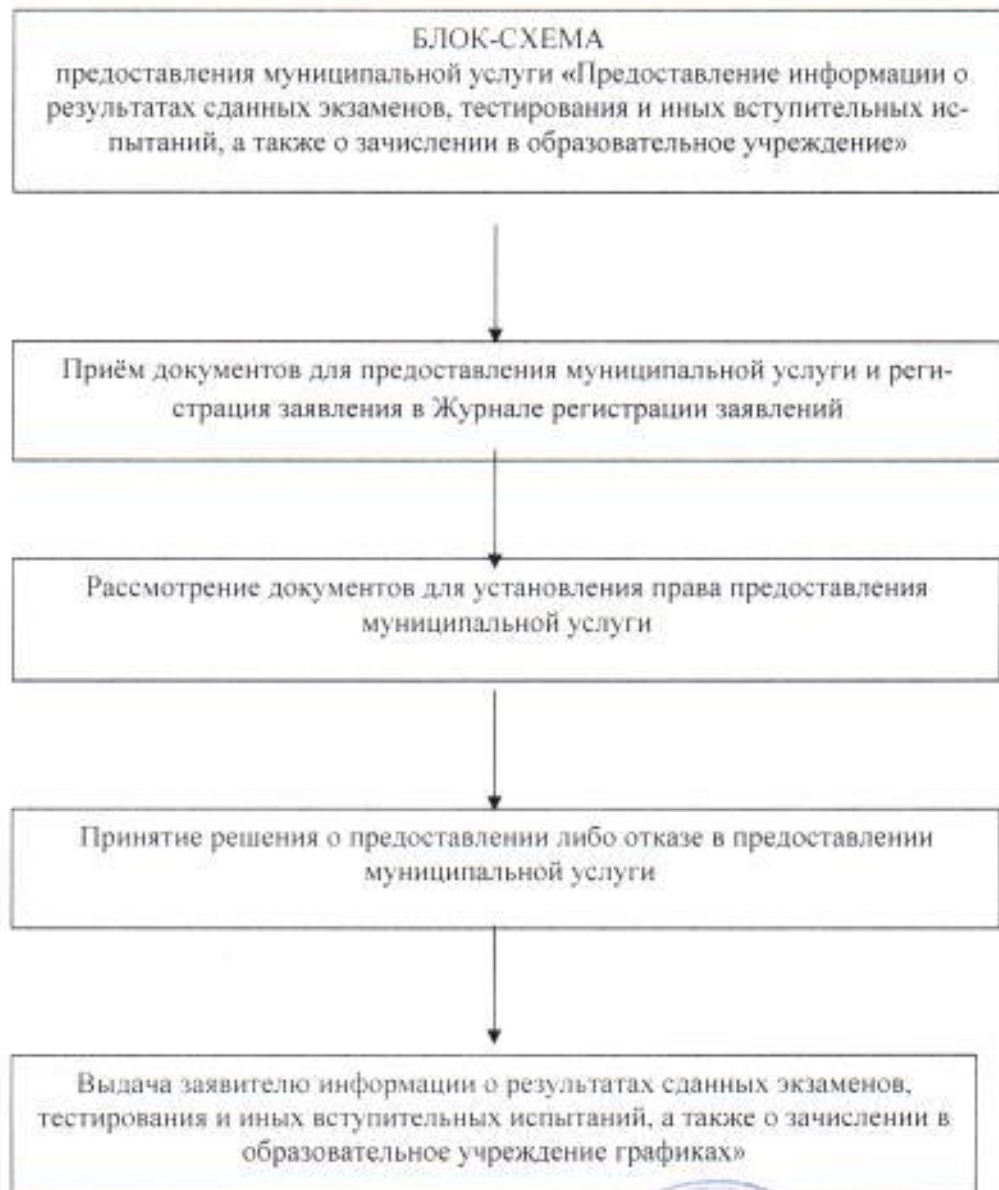 БЛОК-СХЕМА
предоставления муниципальной услуги «Предоставление информации о
результатах сданных экзаменов, тестирования и иных вступительных ис-
пытаний, а также о зачислении в образовательное учреждение»
Приём документов для предоставления муниципальной услуги и реги-
страция заявления в Журнале регистрации заявлений
Рассмотрение документов для установления права предоставления
муниципальной услуги
Принятие решения о предоставлении либо отказе в предоставлении
муниципальной услуги
Выдача заявителю информации о результатах сданных экзаменов,
тестирования и иных вступительных испытаний, а также о зачислении в
образовательное учреждение графиках»